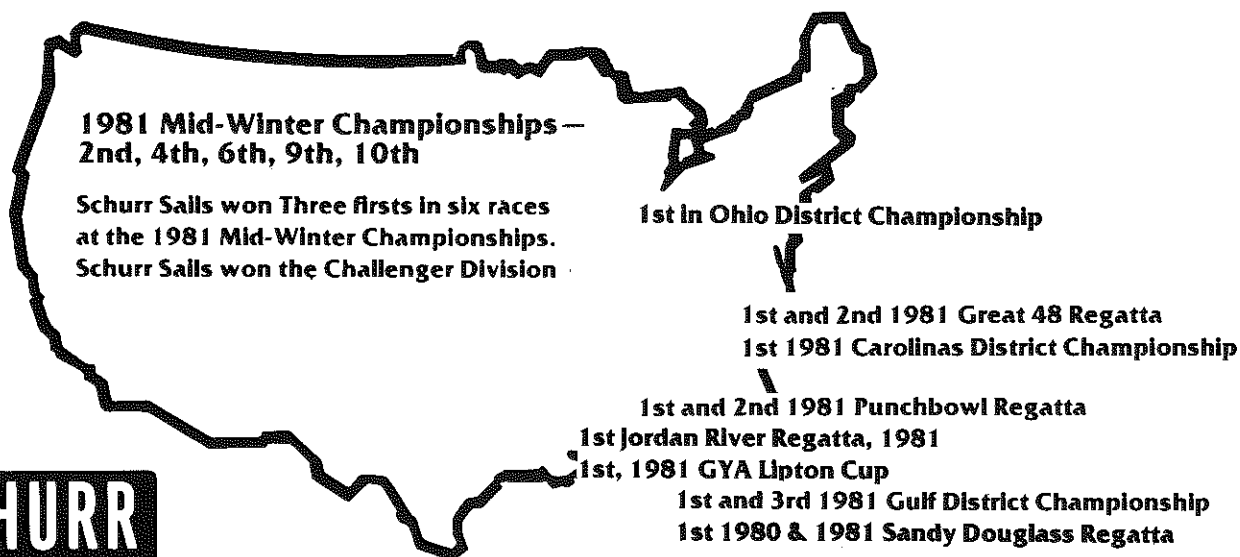 1981 Mid-Winter Championships—
2nd, 4th, 6th, 9th, 10th
Schurr Sails won Three firsts in six races
at the 1981 Mid-Winter Championships.
Schurr Sails won the Challenger Division
1st in Ohio District Championship
1st and 2nd 1981 Great 48 Regatta
1st 1981 Carolinas District Championship
1st and 2nd 1981 Punchbowl Regatta
1st Jordan River Regatta, 1981
1st, 1981 GYA Lipton Cup
1st and 3rd 1981 Gulf District Championship
1st 1980 & 1981 Sandy Douglass Regatta
HURR